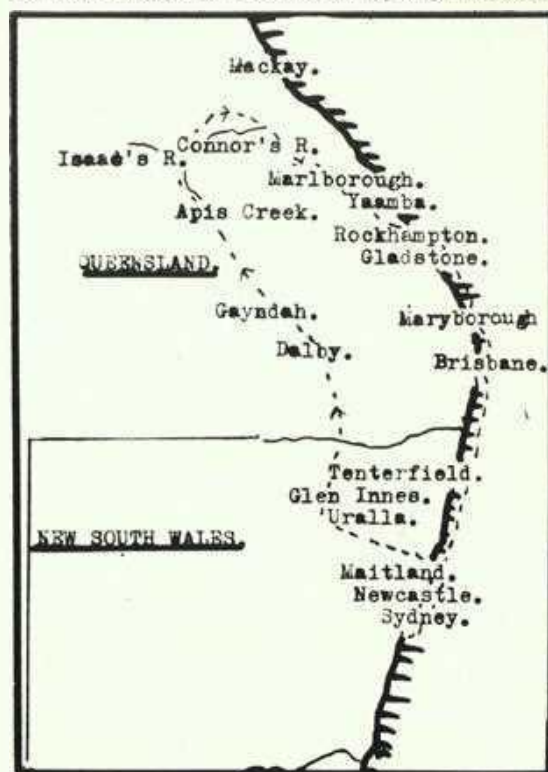 Mackay.
Connor's R.
Isaac's R.
Marlborough.
Yaamba.
Apis Creek.
Rockhampton.
QUEENSLAND.
Gladstone.
Gayndah.
Maryborough
Dalby.
Brisbane.
Tenterfield.
Glen Innes.
'Uralla.
NEW SOUTH WALES.
Maitland.
Newcastle.
Sydney.